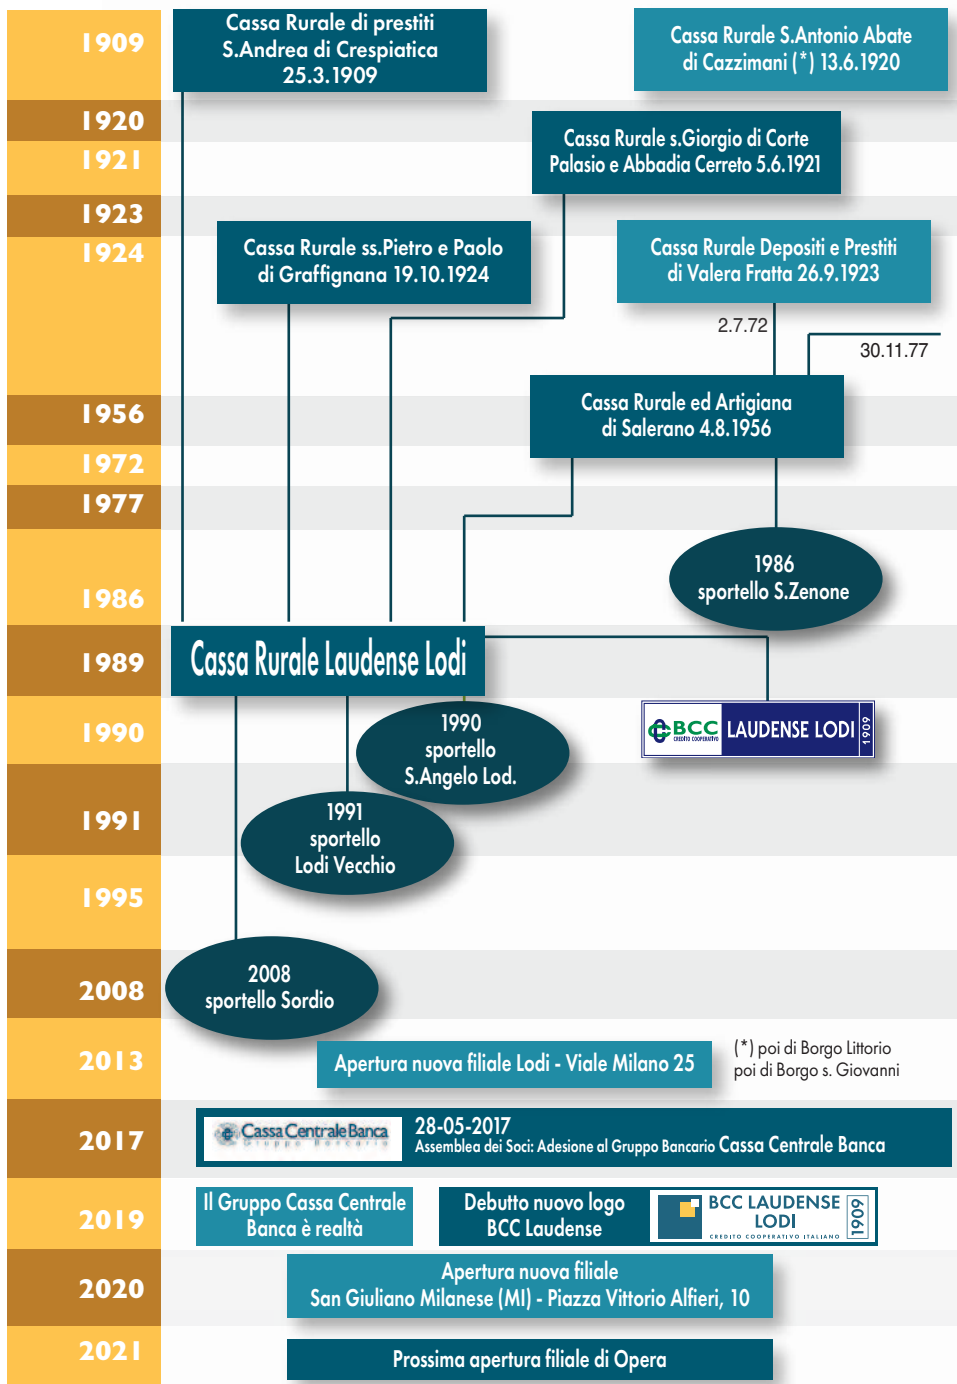 1909
Cassa Rurale di prestiti
S.Andrea di Crespiatica
25.3.1909
Cassa Rurale S.Antonio Abate
di Cazzimani (*) 13.6.1920
1920
1921
Cassa Rurale s.Giorgio di Corte
Palasio e Abbadia Cerreto 5.6.1921
1923
1924
Cassa Rurale ss.Pietro e Paolo
di Graffignana 19.10.1924
Cassa Rurale Depositi e Prestiti
di Valera Fratta 26.9.1923
2.7.72
30.11.77
1956
Cassa Rurale ed Artigiana
di Salerano 4.8.1956
1972
1977
1986
1986
sportello S.Zenone
1989
Cassa Rurale Laudense Lodi
1990
1990
sportello
S.Angelo Lod.
BCC
CREDITO COOPERATIVO
LAUDENSE LODI
1909
1991
1991
sportello
Lodi Vecchio
1995
2008
2008
sportello Sordio
2013
Apertura nuova filiale Lodi - Viale Milano 25
(*) poi di Borgo Littorio
poi di Borgo s. Giovanni
2017
Cassa Centrale Banca
Gruppo Bancario
28-05-2017
Assemblea dei Soci: Adesione al Gruppo Bancario Cassa Centrale Banca
2019
Il Gruppo Cassa Centrale
Banca è realtà
Debutto nuovo logo
BCC Laudense
BCC LAUDENSE
LODI
CREDITO COOPERATIVO ITALIANO
1909
2020
Apertura nuova filiale
San Giuliano Milanese (MI) - Piazza Vittorio Alfieri, 10
2021
Prossima apertura filiale di Opera